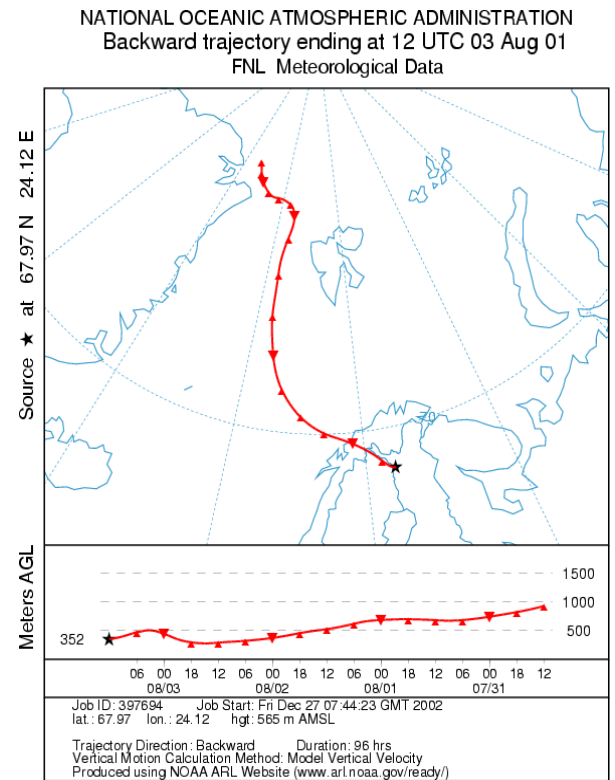 NATIONAL OCEANIC ATMOSPHERIC ADMINISTRATION
Backward trajectory ending at 12 UTC 03 Aug 01
FNL Meteorological Data
Source ★ at 67.97 N 24.12 E
Meters AGL
1500
1000
500
352
06 00 18 12 06 00 18 12 06 00 18 12 06 00 18 12
08/03 08/02 08/01 07/31
Job ID: 397694 Job Start: Fri Dec 27 07:44:23 GMT 2002
lat.: 67.97 lon.: 24.12 hgt: 565 m AMSL
Trajectory Direction: Backward Duration: 96 hrs
Vertical Motion Calculation Method: Model Vertical Velocity
Produced using NOAA ARL Website (www.arl.noaa.gov/ready/)